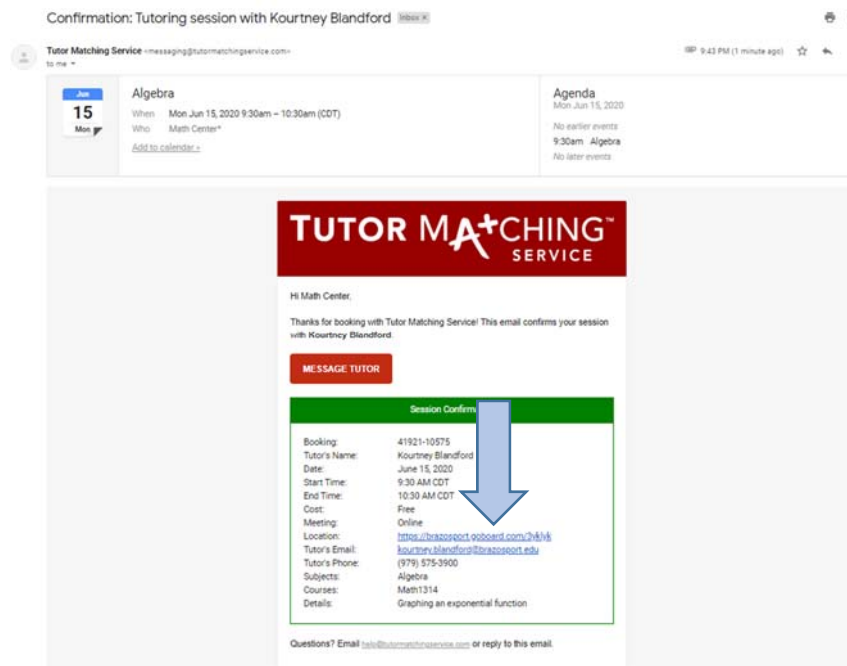 Confirmation: Tutoring session with Kourtney Blandford Inbox x
Tutor Matching Service <messaging@tutormatchingservice.com>
to me
9:43 PM (1 minute ago)
Jun
15
Mon
Algebra
When Mon Jun 15, 2020 9:30am – 10:30am (CDT)
Who Math Center*
Add to calendar »
Agenda
Mon Jun 15, 2020
No earlier events
9:30am Algebra
No later events
TUTOR MA+CHING™
SERVICE
Hi Math Center,
Thanks for booking with Tutor Matching Service! This email confirms your session
with Kourtney Blandford.
MESSAGE TUTOR
Session Confirm
Booking: 41921-10575
Tutor's Name: Kourtney Blandford
Date: June 15, 2020
Start Time: 9:30 AM CDT
End Time: 10:30 AM CDT
Cost: Free
Meeting: Online
Location: https://brazosport.goboard.com/3yklyk
Tutor's Email: kourtney.blandford@brazosport.edu
Tutor's Phone: (979) 575-3900
Subjects: Algebra
Courses: Math1314
Details: Graphing an exponential function
Questions? Email help@tutormatchingservice.com or reply to this email.